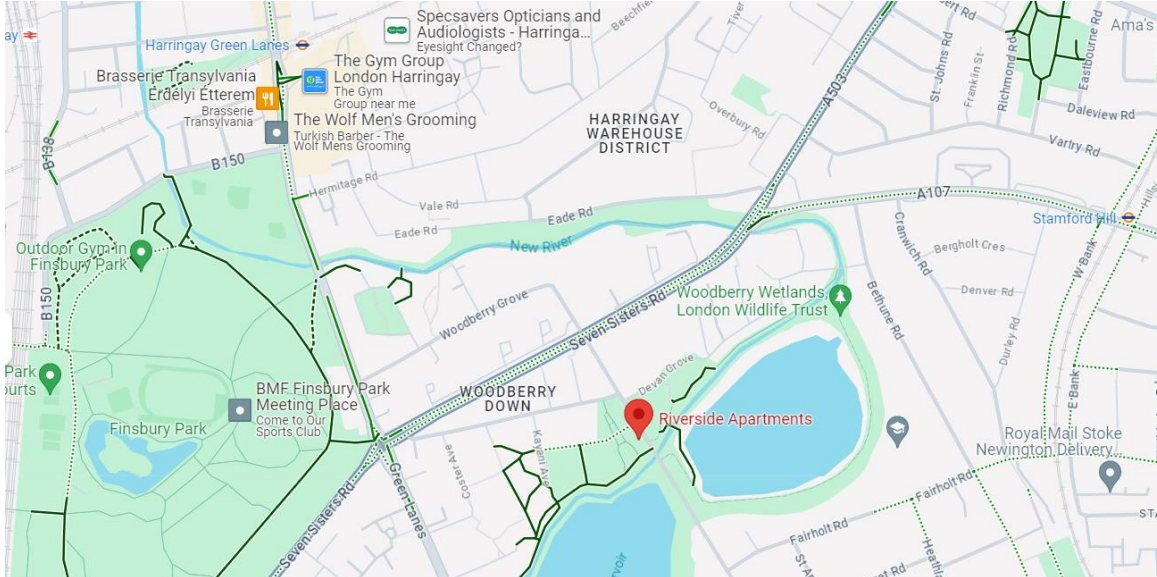 Specsavers Opticians and
Audiologists - Harringa...
Eyesight Changed?
Harringay Green Lanes
The Gym Group
London Harringay
The Gym
Group near me
Brasserie Transylvania
Erdélyi Étterem
Brasserie
Transylvania
The Wolf Men's Grooming
Turkish Barber - The
Wolf Mens Grooming
HARRINGAY
WAREHOUSE
DISTRICT
Overbury Rd
A503
St. Johns Rd
Franklin St
Richmond Rd
Eastbourne Rd
Ama's
Daleview Rd
Vartry Rd
B138
B150
Hermitage Rd
Vale Rd
Eade Rd
Eade Rd
New River
A107
Stamford Hill
Cranwich Rd
Bergholt Cres
W Bank
Outdoor Gym in
Finsbury Park
B150
Woodberry Grove
Seven Sisters Rd
Woodberry Wetlands
London Wildlife Trust
Bethune Rd
Denver Rd
Durley Rd
E Bank
Park
ourts
BMF Finsbury Park
Meeting Place
Come to Our
Sports Club
WOODBERRY
DOWN
Devan Grove
Riverside Apartments
Finsbury Park
Kayani Ave
Coster Ave
Green Lanes
Seven Sisters Rd
Royal Mail Stoke
Newington Delivery...
Fairholt Rd
Fairholt Rd